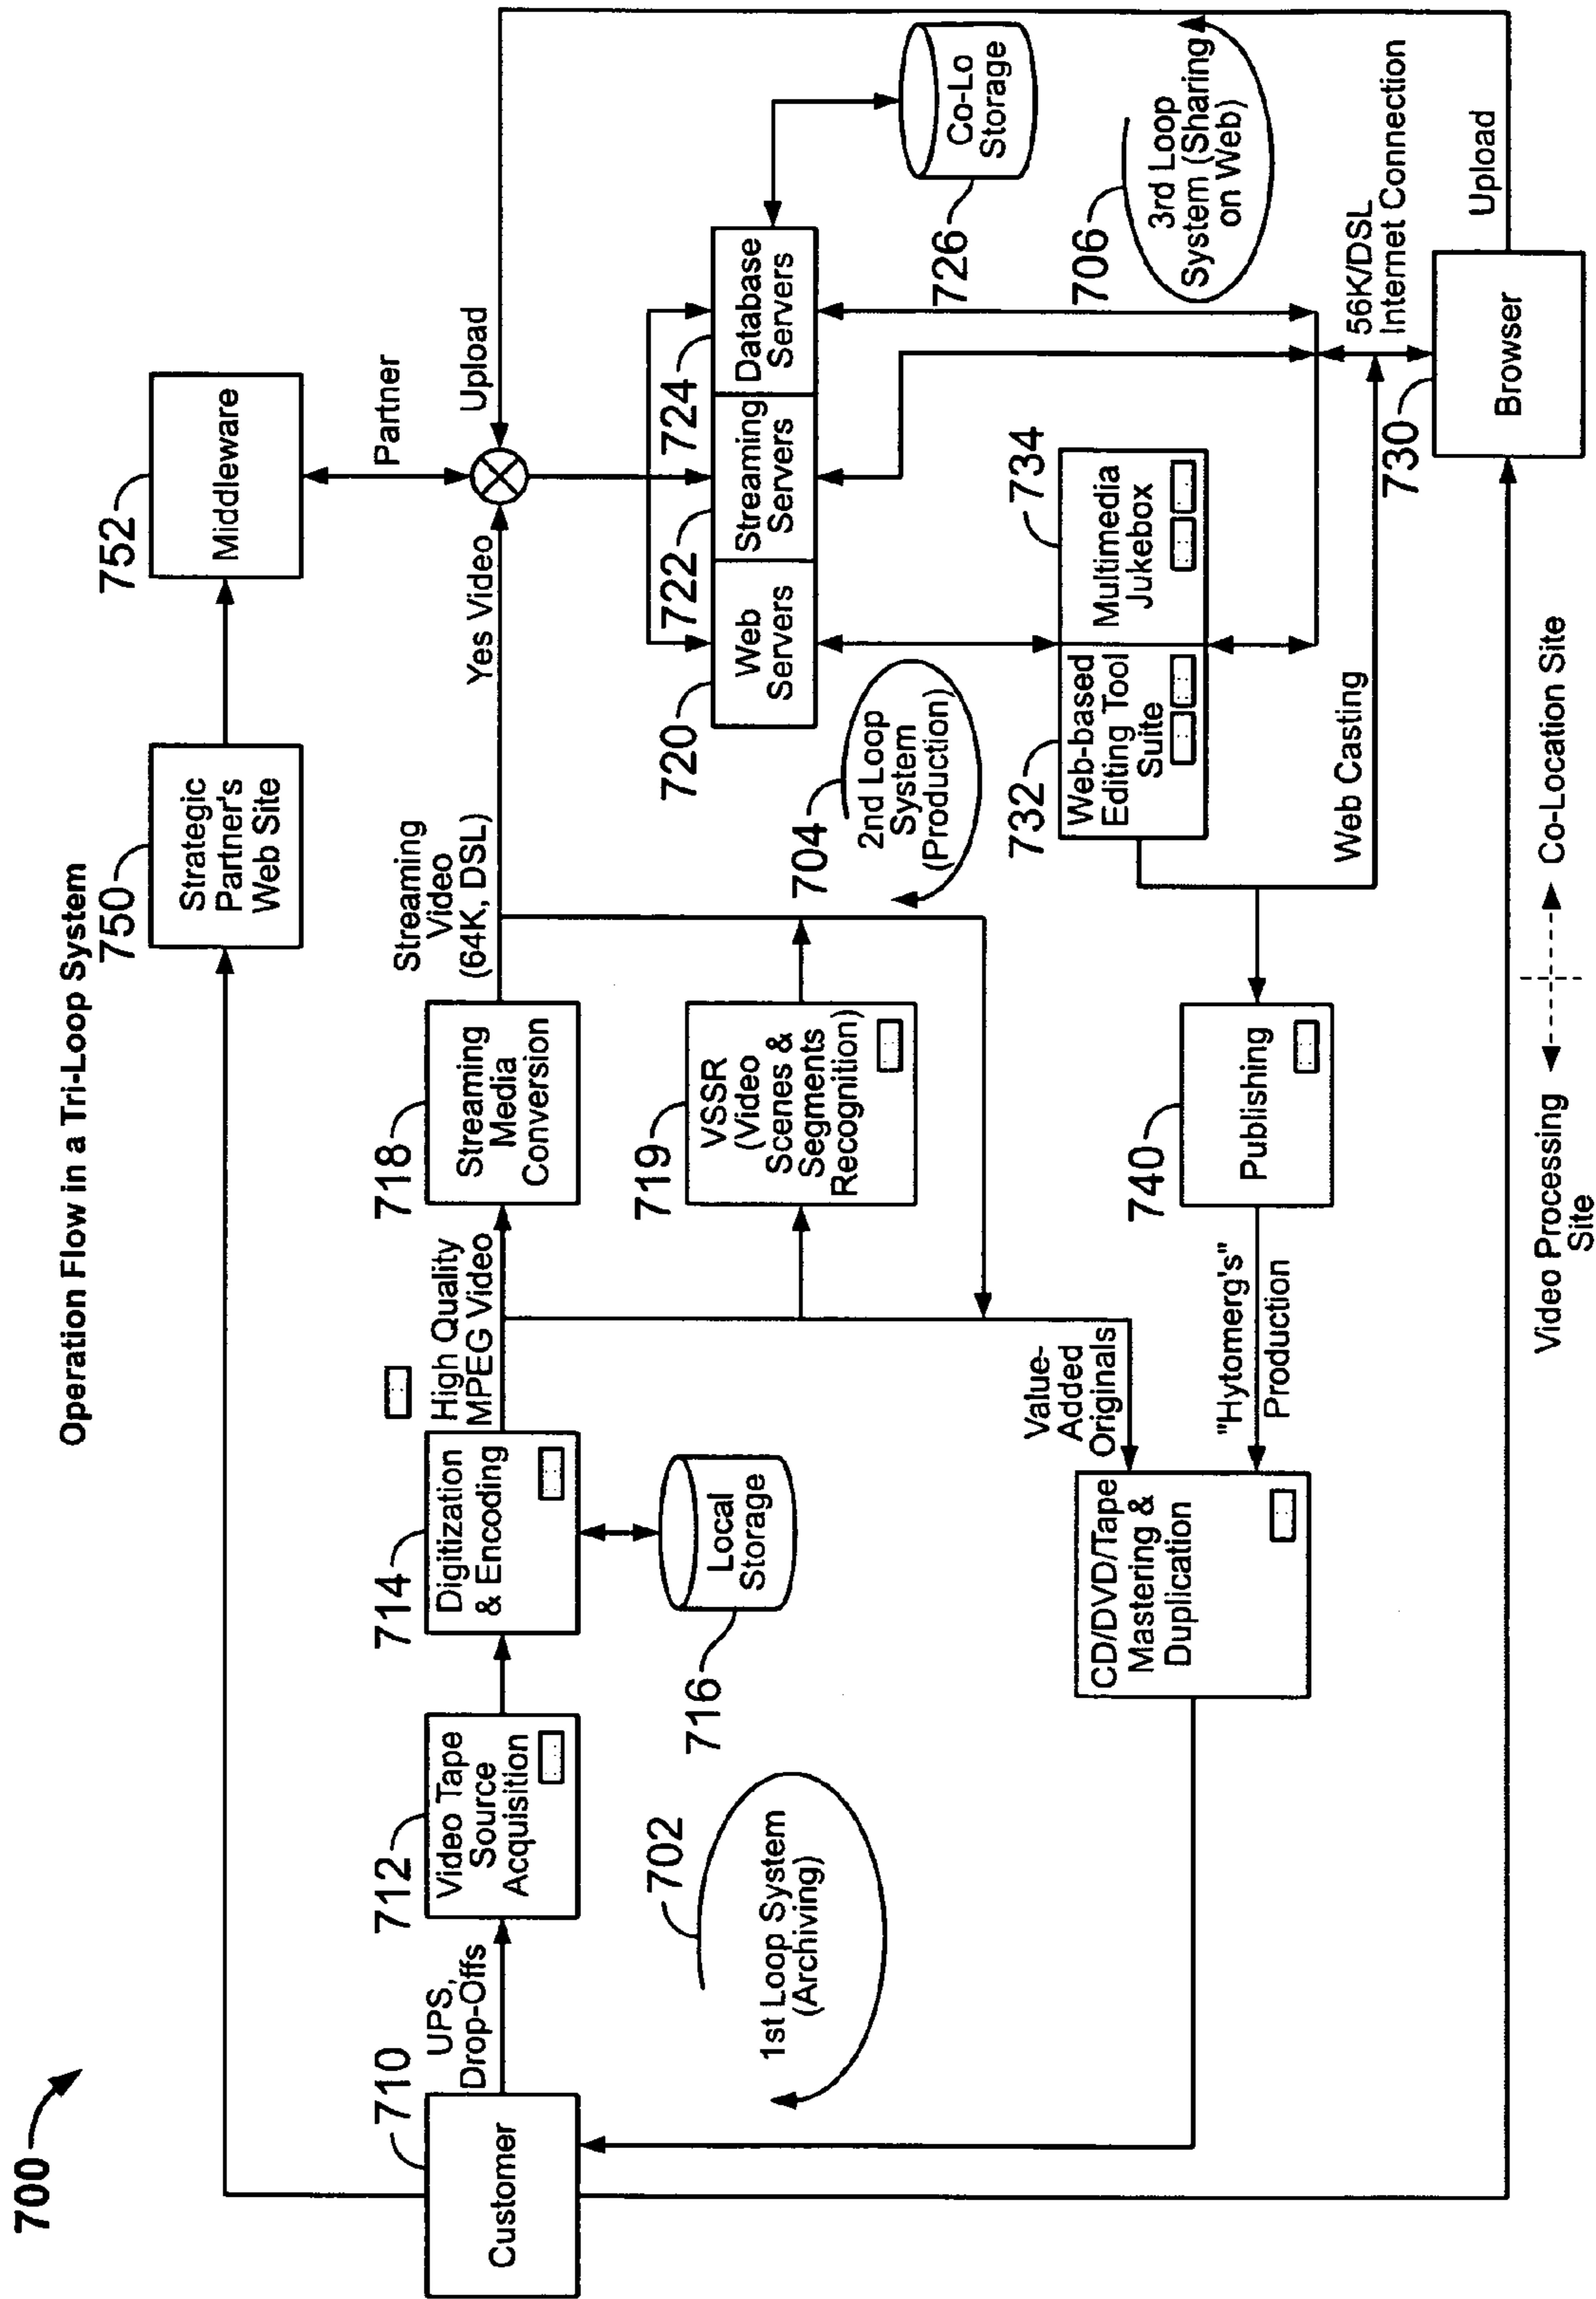 700
Operation Flow in a Tri-Loop System
750
Strategic
Partner's
Web Site
752
Middleware
Partner
710
Customer
UPS,
Drop-Offs
712
Video Tape
Source
Acquisition
714
Digitization
& Encoding
High Quality
MPEG Video
718
Streaming
Media
Conversion
Streaming
Video
(64K, DSL)
Yes Video
Upload
716
Local
Storage
719
VSSR
(Video
Scenes &
Segments
Recognition)
720
Web
Servers
722
Streaming
Servers
724
Database
Servers
726
Co-Lo
Storage
702
1st Loop System
(Archiving)
704
2nd Loop
System
(Production)
706
3rd Loop
System (Sharing
on Web)
732
Web-based
Editing Tool
Suite
734
Multimedia
Jukebox
Value-
Added
Originals
CD/DVD/Tape
Mastering &
Duplication
"Hytomerg's"
Production
740
Publishing
Web Casting
56K/DSL
Internet Connection
730
Browser
Upload
Video Processing
Site
Co-Location Site